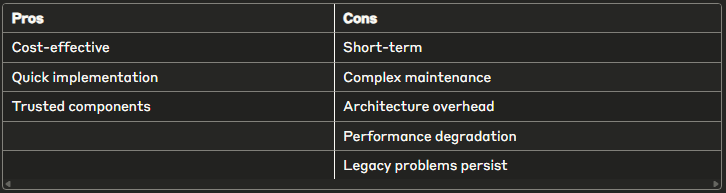 Pros Cons
Cost-effective Short-term
Quick implementation Complex maintenance
Trusted components Architecture overhead
Performance degradation
Legacy problems persist